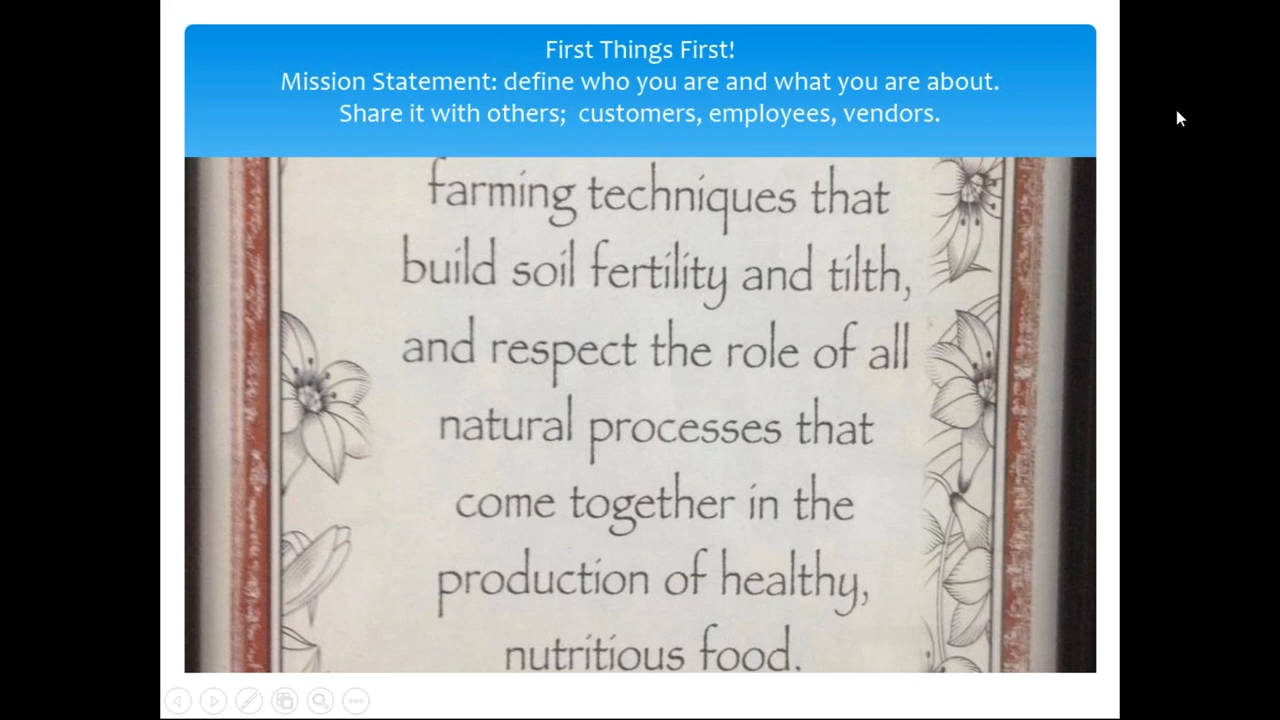 First Things First!
Mission Statement: define who you are and what you are about.
Share it with others;  customers, employees, vendors.
farming techniques that
build soil fertility and tilth,
and respect the role of all
natural processes that
come together in the
production of healthy,
nutritious food.